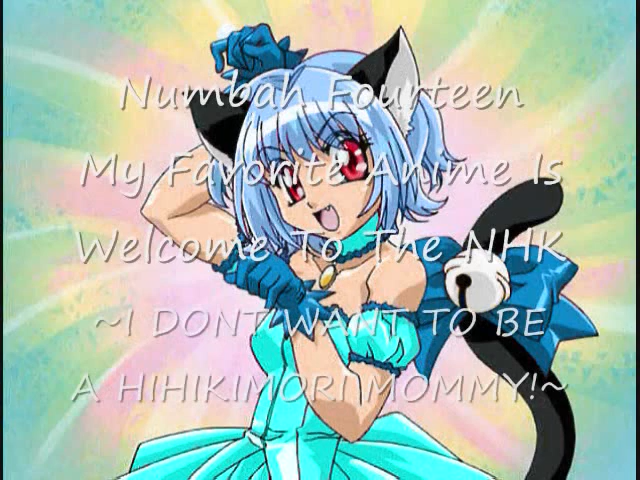 Numbah Fourteen
My Favorite Anime Is
Welcome To The NHK
~I DONT WANT TO BE
A HIHIKIMORI MOMMY!~